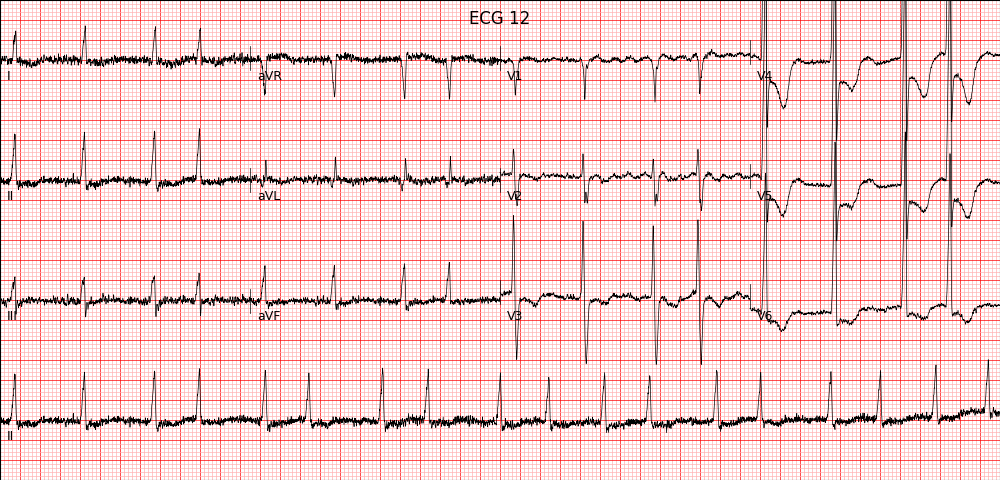 ECG 12
I aVR V1 V4
II aVL V2 V5
III aVF V3 V6
II